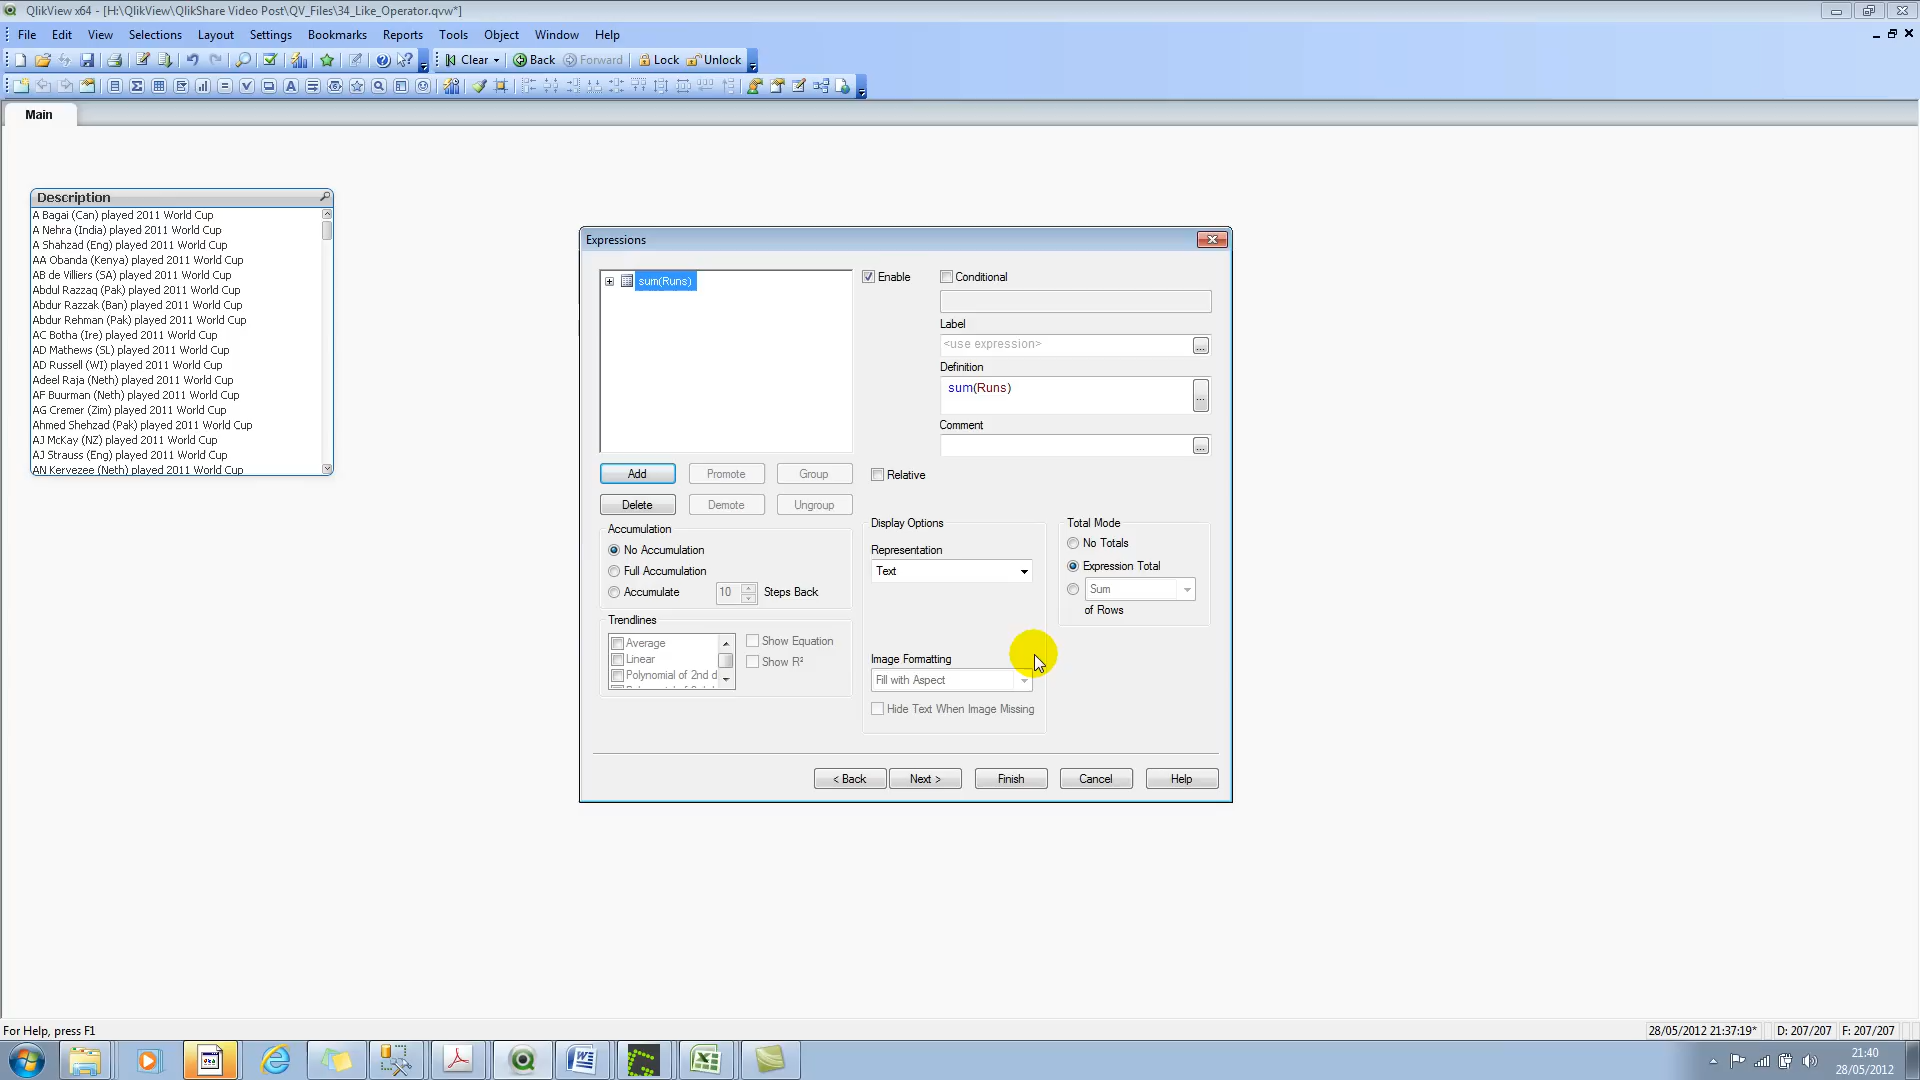 QlikView x64 - [H:\QlikView\QlikShare Video Post\QV_Files\34_Like_Operator.qvw*]
File Edit View Selections Layout Settings Bookmarks Reports Tools Object Window Help
Clear Back Forward Lock Unlock
Main
Description
A Bagai (Can) played 2011 World Cup
A Nehra (India) played 2011 World Cup
A Shahzad (Eng) played 2011 World Cup
AA Obanda (Kenya) played 2011 World Cup
AB de Villiers (SA) played 2011 World Cup
Abdul Razzaq (Pak) played 2011 World Cup
Abdur Razzak (Ban) played 2011 World Cup
Abdur Rehman (Pak) played 2011 World Cup
AC Botha (Ire) played 2011 World Cup
AD Mathews (SL) played 2011 World Cup
AD Russell (WI) played 2011 World Cup
Adeel Raja (Neth) played 2011 World Cup
AF Buurman (Neth) played 2011 World Cup
AG Cremer (Zim) played 2011 World Cup
Ahmed Shehzad (Pak) played 2011 World Cup
AJ McKay (NZ) played 2011 World Cup
AJ Strauss (Eng) played 2011 World Cup
AN Kervezee (Neth) played 2011 World Cup
Expressions
sum(Runs)
Enable
Conditional
Label
<use expression>
...
Definition
sum(Runs)
...
Comment
...
Add Promote Group
Delete Demote Ungroup
Relative
Accumulation
No Accumulation
Full Accumulation
Accumulate 10 Steps Back
Trendlines
Average
Linear
Polynomial of 2nd d
Show Equation
Show R²
Display Options
Representation
Text
Image Formatting
Fill with Aspect
Hide Text When Image Missing
Total Mode
No Totals
Expression Total
Sum
of Rows
< Back Next > Finish Cancel Help
For Help, press F1
28/05/2012 21:37:19* D: 207/207 F: 207/207
21:40
28/05/2012